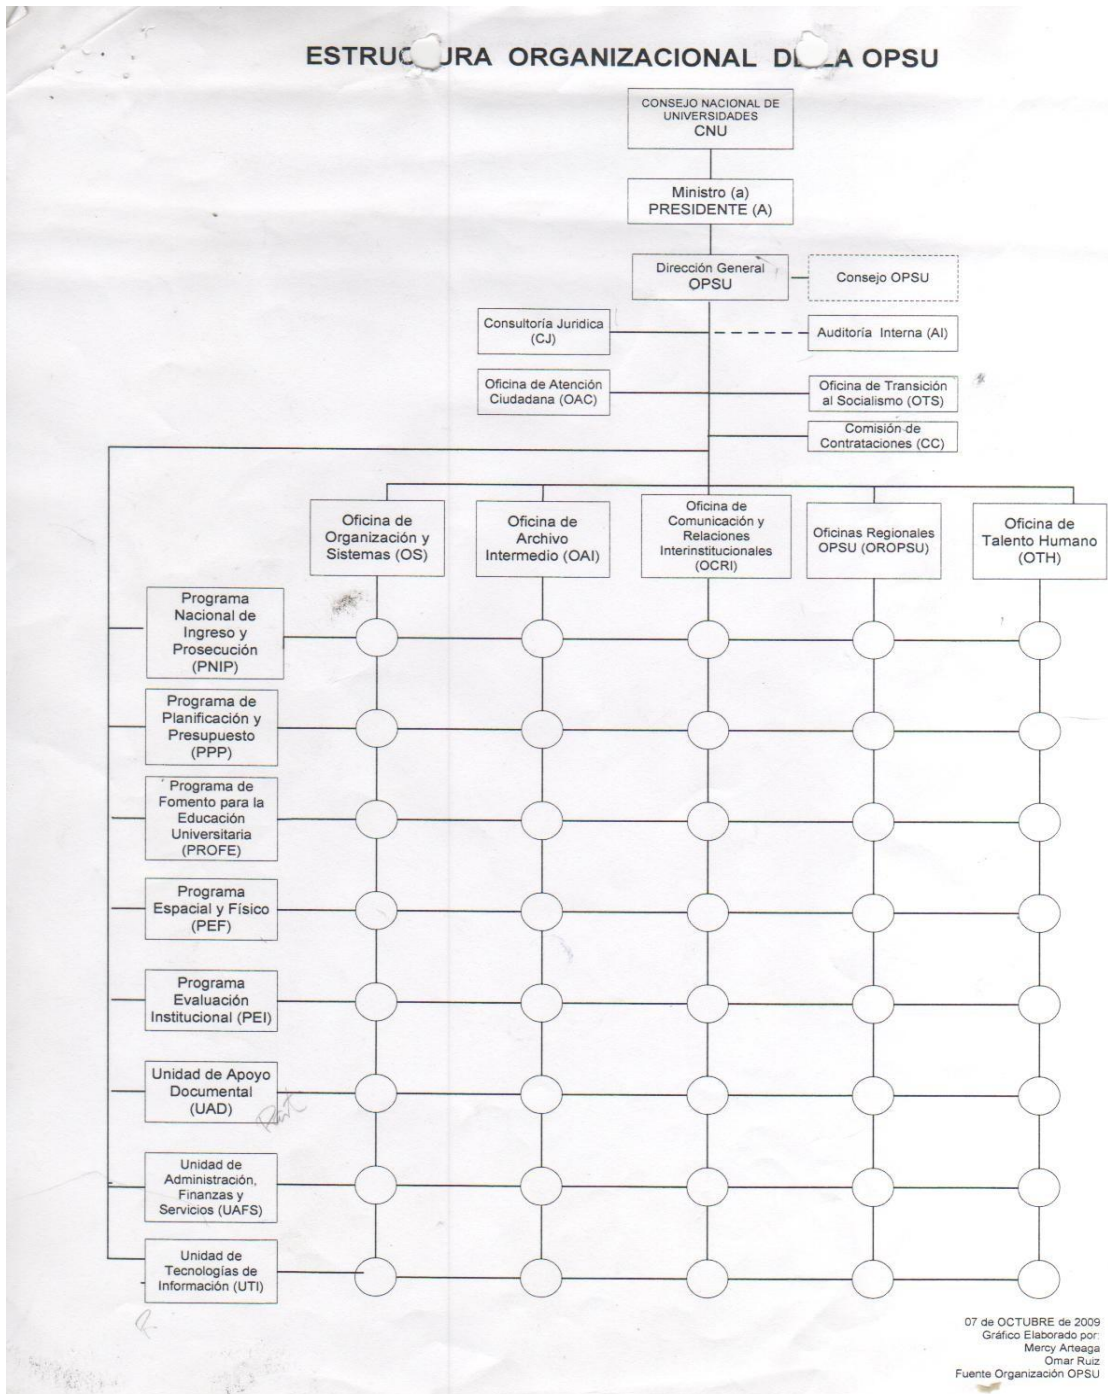 ESTRUCTURA ORGANIZACIONAL DE LA OPSU
CONSEJO NACIONAL DE
UNIVERSIDADES
CNU
Ministro (a)
PRESIDENTE (A)
Dirección General
OPSU
Consejo OPSU
Consultoría Juridica
(CJ)
Auditoría Interna (AI)
Oficina de Atención
Ciudadana (OAC)
Oficina de Transición
al Socialismo (OTS)
Comisión de
Contrataciones (CC)
Oficina de
Organización y
Sistemas (OS)
Oficina de
Archivo
Intermedio (OAI)
Oficina de
Comunicación y
Relaciones
Interinstitucionales
(OCRI)
Oficinas Regionales
OPSU (OROPSU)
Oficina de
Talento Humano
(OTH)
Programa
Nacional de
Ingreso y
Prosecución
(PNIP)
Programa de
Planificación y
Presupuesto
(PPP)
Programa de
Fomento para la
Educación
Universitaria
(PROFE)
Programa
Espacial y Físico
(PEF)
Programa
Evaluación
Institucional (PEI)
Unidad de Apoyo
Documental
(UAD)
Unidad de
Administración,
Finanzas y
Servicios (UAFS)
Unidad de
Tecnologías de
Información (UTI)
07 de OCTUBRE de 2009
Gráfico Elaborado por:
Mercy Arteaga
Omar Ruiz
Fuente Organización OPSU